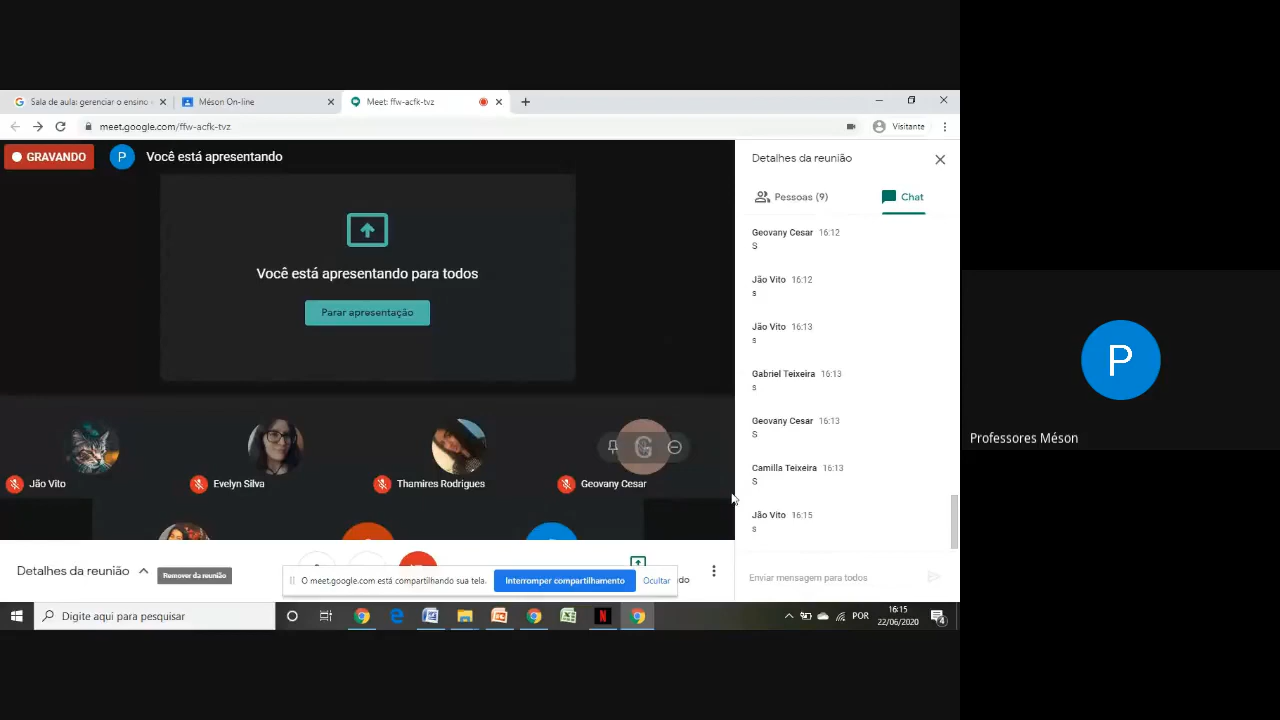 Sala de aula: gerenciar o ensino
Méson On-line
Meet: ffw-acfk-tvz
meet.google.com/ffw-acfk-tvz
Visitante
GRAVANDO
P
Você está apresentando
Você está apresentando para todos
Parar apresentação
Jão Vito
Evelyn Silva
Thamires Rodrigues
G
Geovany Cesar
Detalhes da reunião
Remover da reunião
O meet.google.com está compartilhando sua tela.
Interromper compartilhamento
Ocultar
Detalhes da reunião
Pessoas (9)
Chat
Geovany Cesar 16:12
S
Jão Vito 16:12
s
Jão Vito 16:13
s
Gabriel Teixeira 16:13
s
Geovany Cesar 16:13
S
Camilla Teixeira 16:13
S
Jão Vito 16:15
s
Enviar mensagem para todos
Digite aqui para pesquisar
POR
16:15
22/06/2020
4
P
Professores Méson